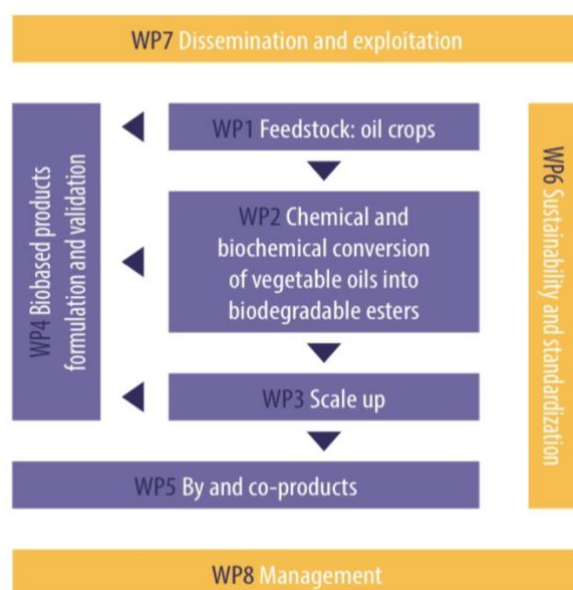 WP7 Dissemination and exploitation
WP4 Biobased products
formulation and validation
WP1 Feedstock: oil crops
WP2 Chemical and
biochemical conversion
of vegetable oils into
biodegradable esters
WP3 Scale up
WP5 By and co-products
WP6 Sustainability and standardization
WP8 Management